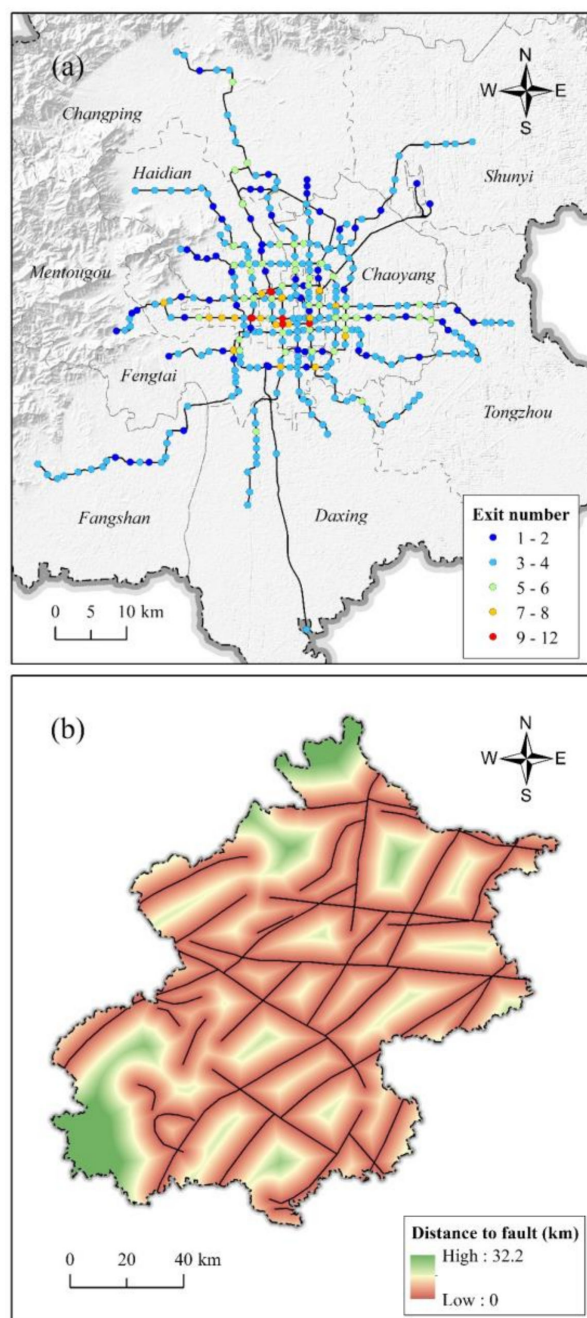 (a)
N
W E
S
Changping
Haidian
Shunyi
Mentougou
Chaoyang
Fengtai
Tongzhou
Fangshan
Daxing
Exit number
1 - 2
3 - 4
5 - 6
7 - 8
9 - 12
0 5 10 km
(b)
N
W E
S
Distance to fault (km)
High : 32.2
Low : 0
0 20 40 km